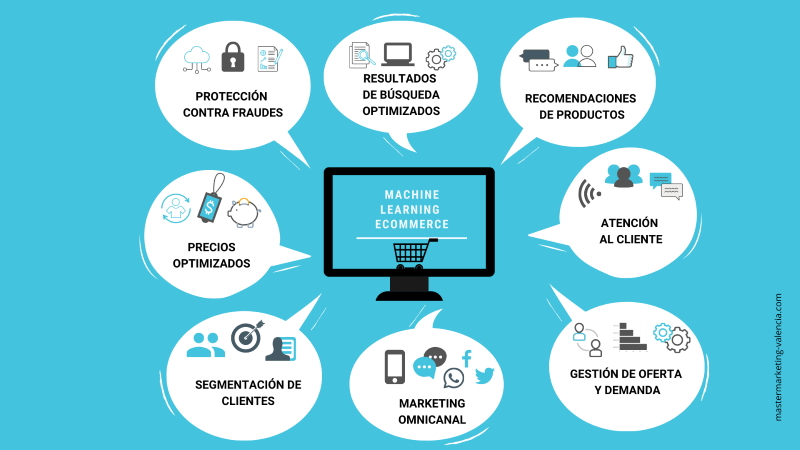 PROTECCIÓN
CONTRA FRAUDES
RESULTADOS
DE BÚSQUEDA
OPTIMIZADOS
RECOMENDACIONES
DE PRODUCTOS
MACHINE
LEARNING
ECOMMERCE
PRECIOS
OPTIMIZADOS
$
ATENCIÓN
AL CLIENTE
SEGMENTACIÓN DE
CLIENTES
MARKETING
OMNICANAL
GESTIÓN DE OFERTA
Y DEMANDA
mastermarketing-valencia.com